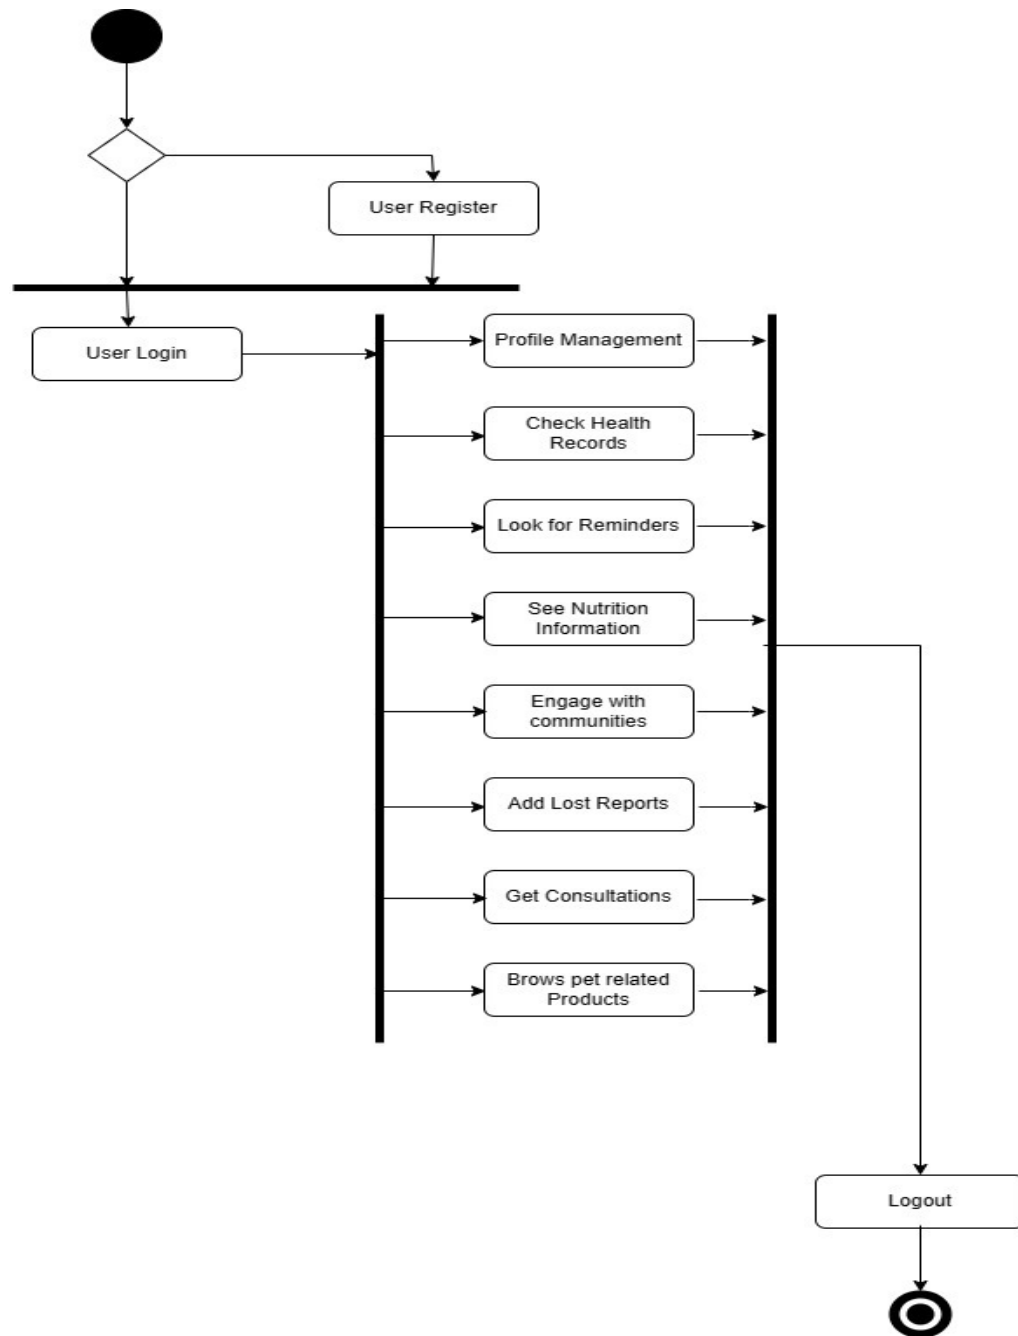 User Register
User Login
Profile Management
Check Health
Records
Look for Reminders
See Nutrition
Information
Engage with
communities
Add Lost Reports
Get Consultations
Brows pet related
Products
Logout